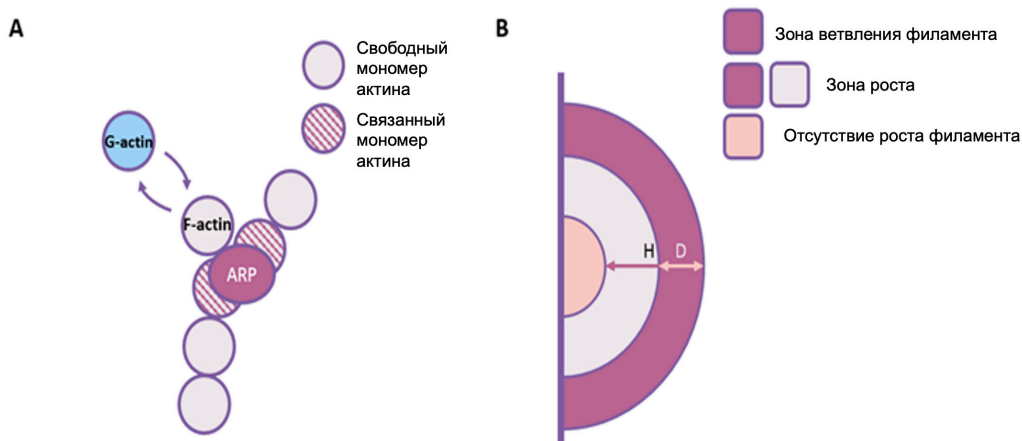 A
Свободный
мономер
актина
Связанный
мономер
актина
G-actin
F-actin
ARP
B
Зона ветвления филамента
Зона роста
Отсутствие роста филамента
H
D